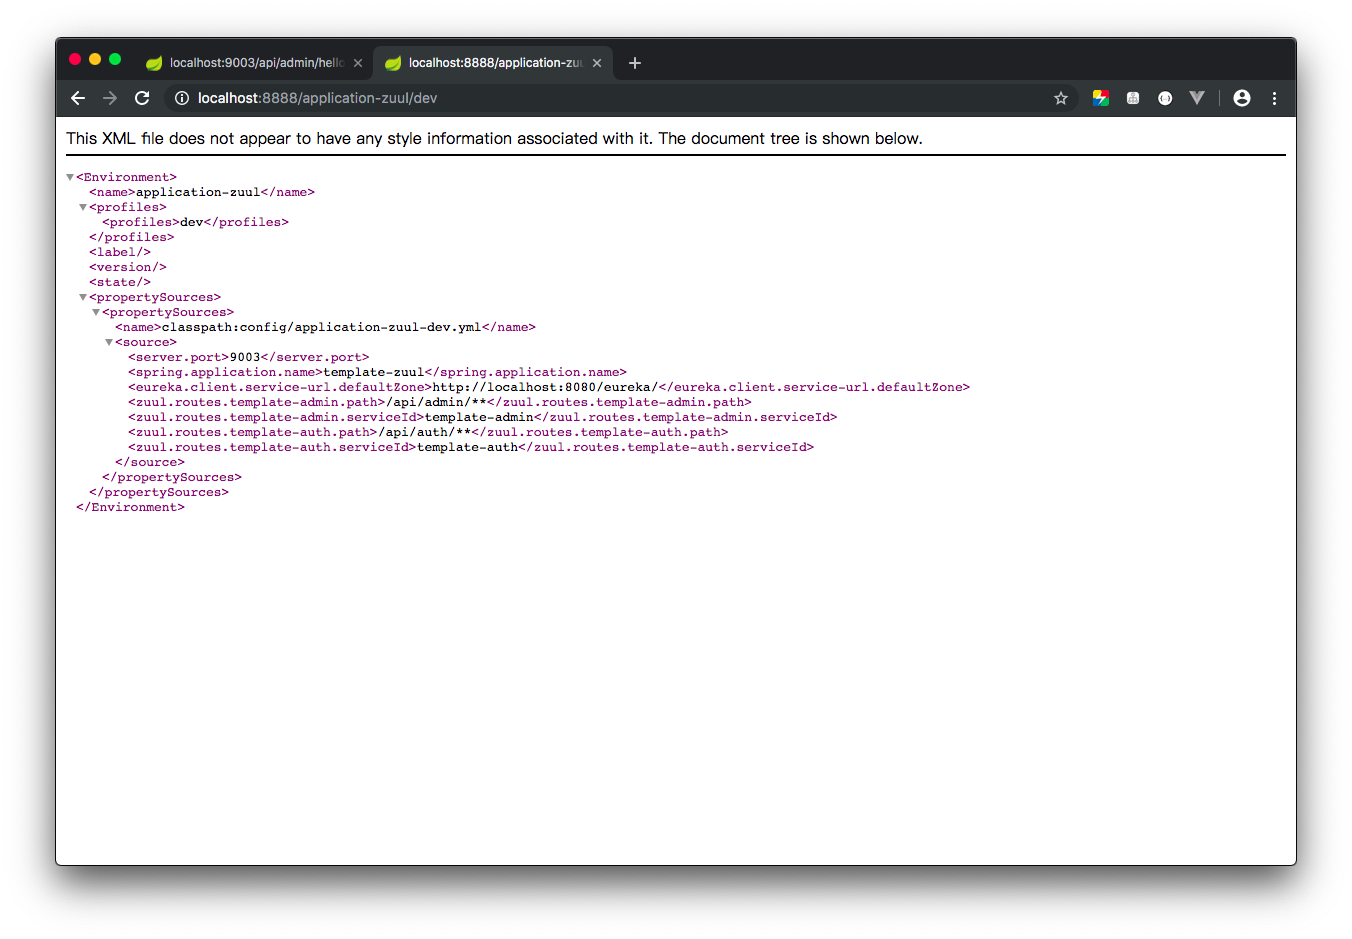 localhost:9003/api/admin/hello
localhost:8888/application-zuu
localhost:8888/application-zuul/dev
This XML file does not appear to have any style information associated with it. The document tree is shown below.
<Environment>
<name>application-zuul</name>
<profiles>
<profiles>dev</profiles>
</profiles>
<label/>
<version/>
<state/>
<propertySources>
<propertySources>
<name>classpath:config/application-zuul-dev.yml</name>
<source>
<server.port>9003</server.port>
<spring.application.name>template-zuul</spring.application.name>
<eureka.client.service-url.defaultZone>http://localhost:8080/eureka/</eureka.client.service-url.defaultZone>
<zuul.routes.template-admin.path>/api/admin/**</zuul.routes.template-admin.path>
<zuul.routes.template-admin.serviceId>template-admin</zuul.routes.template-admin.serviceId>
<zuul.routes.template-auth.path>/api/auth/**</zuul.routes.template-auth.path>
<zuul.routes.template-auth.serviceId>template-auth</zuul.routes.template-auth.serviceId>
</source>
</propertySources>
</propertySources>
</Environment>